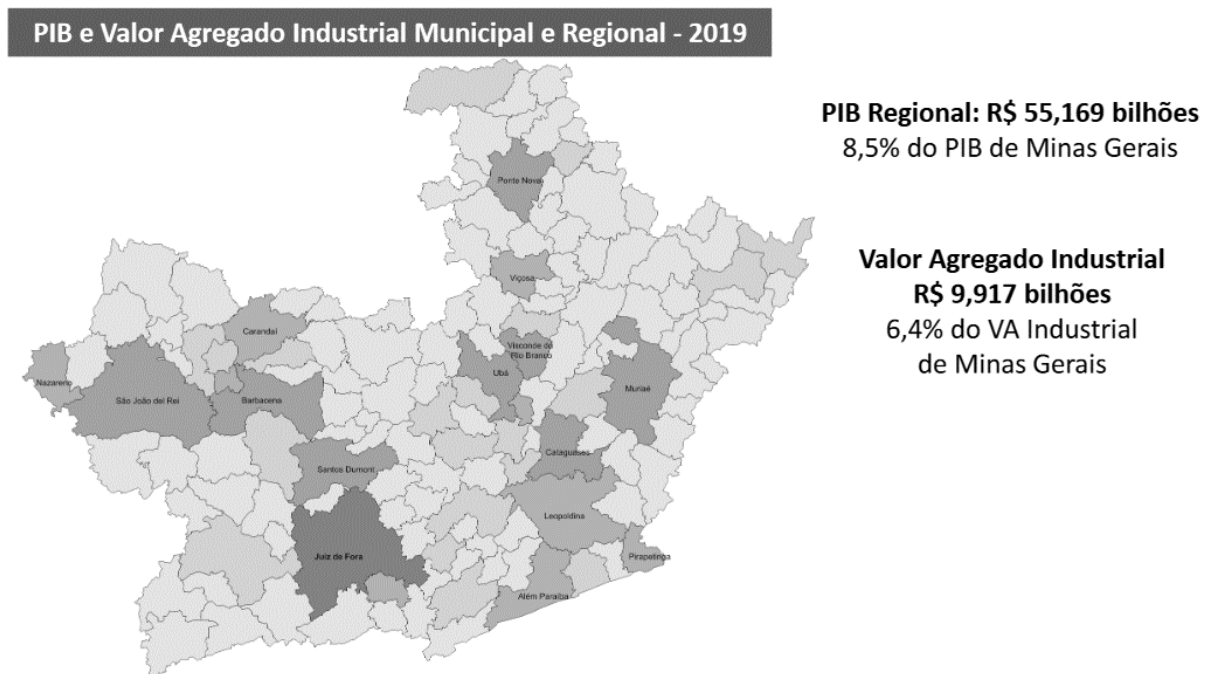 PIB e Valor Agregado Industrial Municipal e Regional - 2019
PIB Regional: R$ 55,169 bilhões
8,5% do PIB de Minas Gerais
Valor Agregado Industrial
R$ 9,917 bilhões
6,4% do VA Industrial
de Minas Gerais
Ponte Nova
Viçosa
Carandaí
Visconde do
Rio Branco
Nazareno
Ubá
Muriaé
São João del Rei
Barbacena
Cataguases
Santos Dumont
Leopoldina
Juiz de Fora
Pirapetinga
Além Paraíba